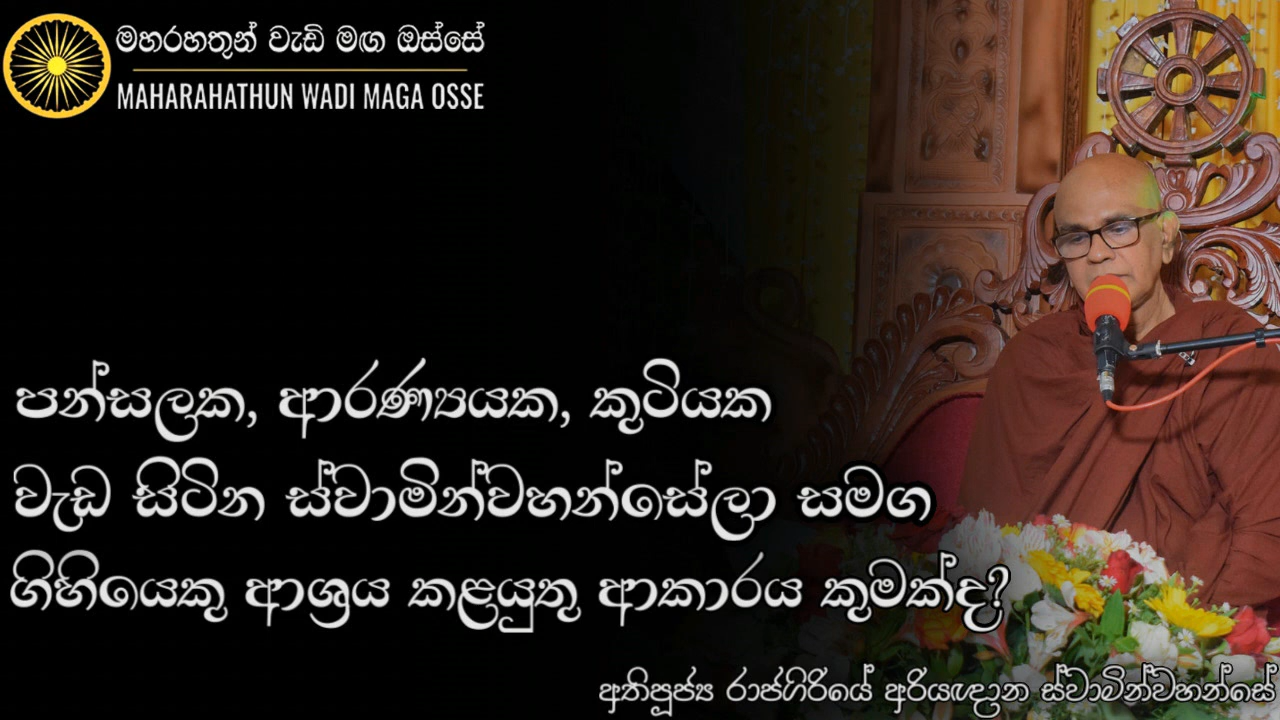 මහරහතුන් වැඩි මඟ ඔස්සේ
MAHARAHATHUN WADI MAGA OSSE
පන්සලක, ආරණ්‍යයක, කුටියක
වැඩ සිටින ස්වාමින්වහන්සේලා සමග
ගිහියෙකු ආශ්‍රය කළයුතු ආකාරය කුමක්ද?
අතිපූජ්‍ය රාජගිරියේ අරියඥාන ස්වාමින්වහන්සේ